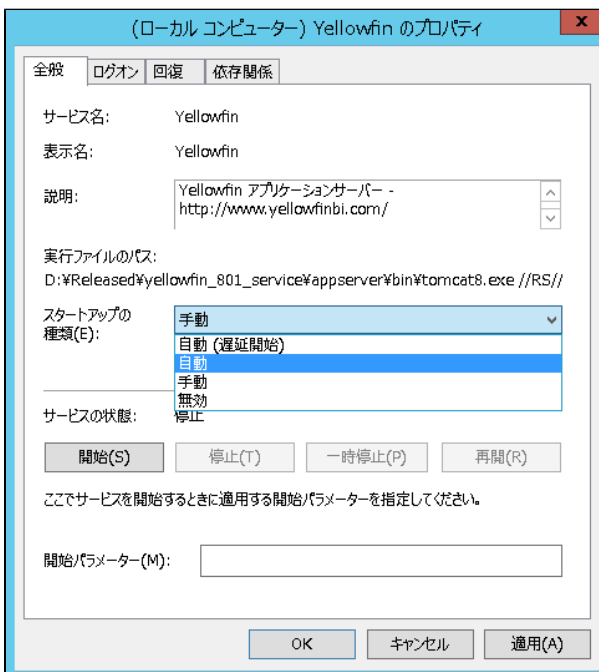 (ローカル コンピューター) Yellowfin のプロパティ
x
全般 ログオン 回復 依存関係
サービス名: Yellowfin
表示名: Yellowfin
説明: Yellowfin アプリケーションサーバー -
http://www.yellowfinbi.com/
実行ファイルのパス:
D:¥Released¥yellowfin_801_service¥appserver¥bin¥tomcat8.exe //RS//
スタートアップの
種類(E): 手動
自動 (遅延開始)
自動
手動
無効
サービスの状態: 停止
開始(S) 停止(T) 一時停止(P) 再開(R)
ここでサービスを開始するときに適用する開始パラメーターを指定してください。
開始パラメーター(M):
OK キャンセル 適用(A)